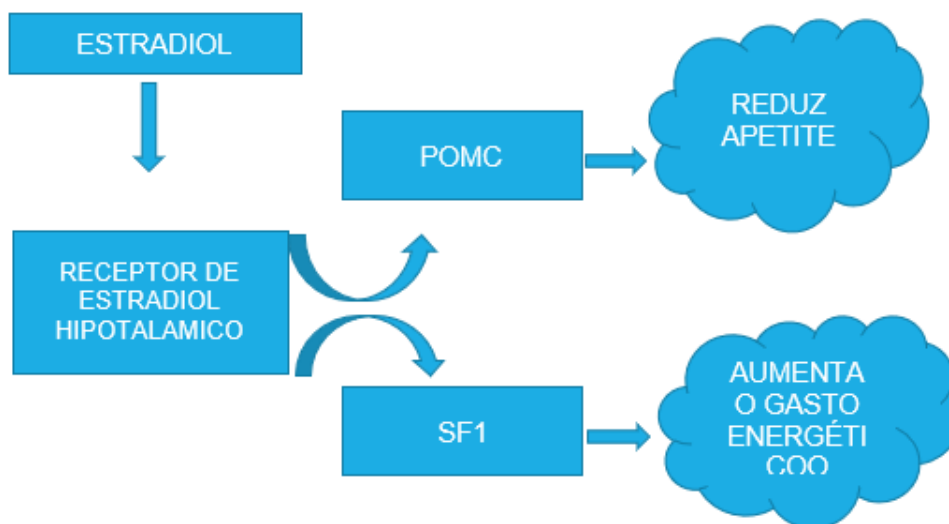 ESTRADIOL
RECEPTOR DE
ESTRADIOL
HIPOTALAMICO
POMC
REDUZ
APETITE
SF1
AUMENTA
O GASTO
ENERGÉTI
COO